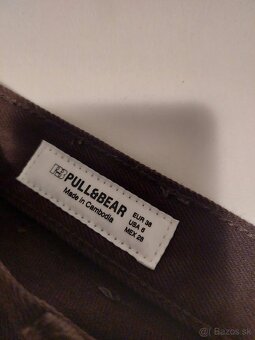 PULL&BEAR
Made in Cambodia
EUR 38
USA 6
MEX 28
Bazos.sk